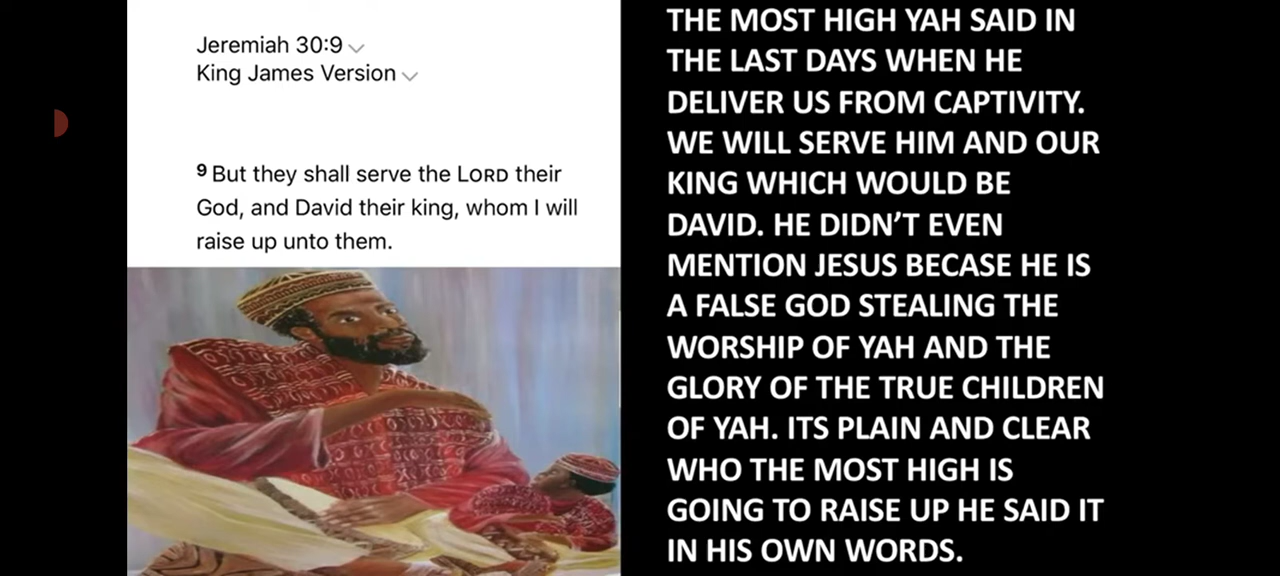 Jeremiah 30:9
King James Version
9 But they shall serve the LORD their
God, and David their king, whom I will
raise up unto them.
THE MOST HIGH YAH SAID IN
THE LAST DAYS WHEN HE
DELIVER US FROM CAPTIVITY.
WE WILL SERVE HIM AND OUR
KING WHICH WOULD BE
DAVID. HE DIDN’T EVEN
MENTION JESUS BECASE HE IS
A FALSE GOD STEALING THE
WORSHIP OF YAH AND THE
GLORY OF THE TRUE CHILDREN
OF YAH. ITS PLAIN AND CLEAR
WHO THE MOST HIGH IS
GOING TO RAISE UP HE SAID IT
IN HIS OWN WORDS.